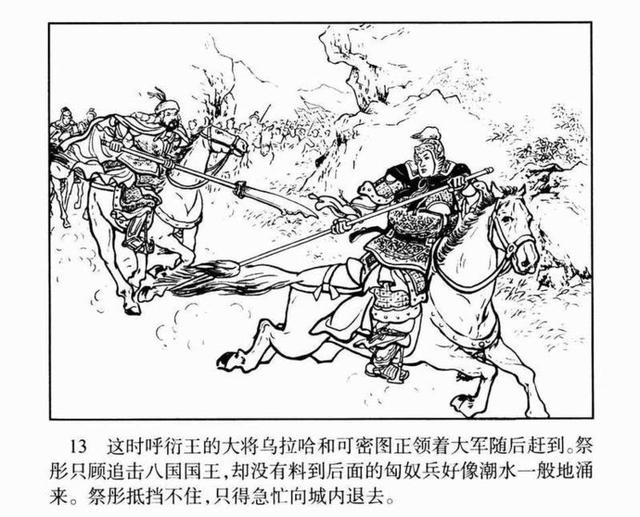 13 这时呼衍王的大将乌拉哈和可密图正领着大军随后赶到。祭
彤只顾追击八国国王，却没有料到后面的匈奴兵好像潮水一般地涌
来。祭彤抵挡不住，只得急忙向城内退去。